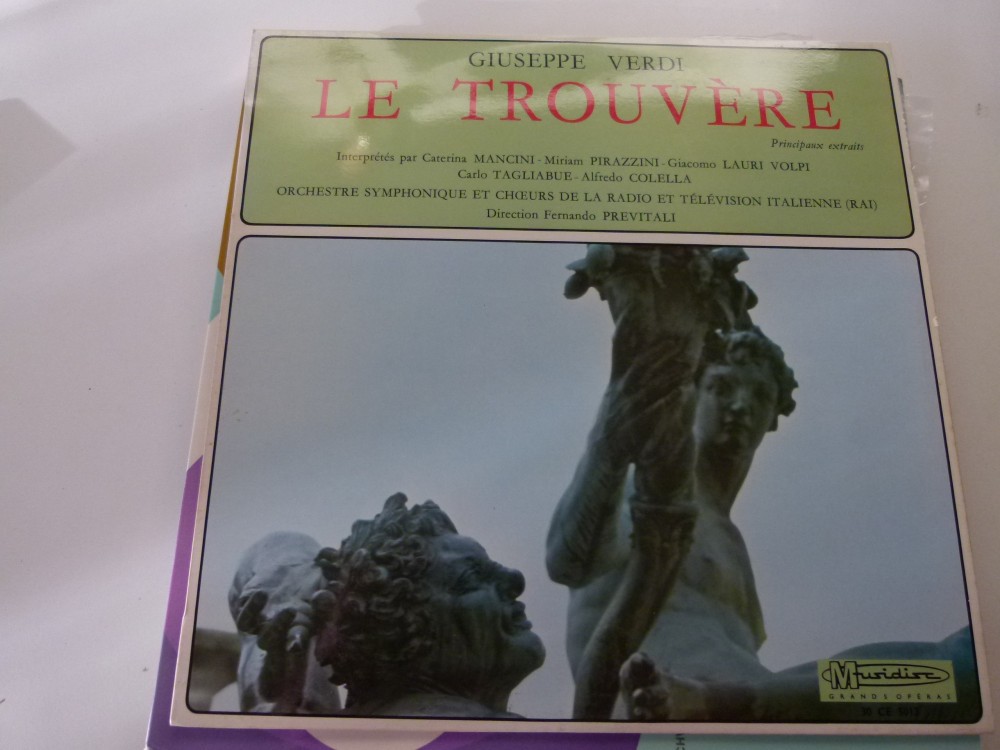 GIUSEPPE VERDI
LE TROUVÈRE
Principaux extraits
Interprétés par Caterina MANCINI - Miriam PIRAZZINI - Giacomo LAURI VOLPI
Carlo TAGLIABUE - Alfredo COLELLA
ORCHESTRE SYMPHONIQUE ET CHŒURS DE LA RADIO ET TÉLÉVISION ITALIENNE (RAI)
Direction Fernando PREVITALI
Musidisc
GRANDS OPÉRAS